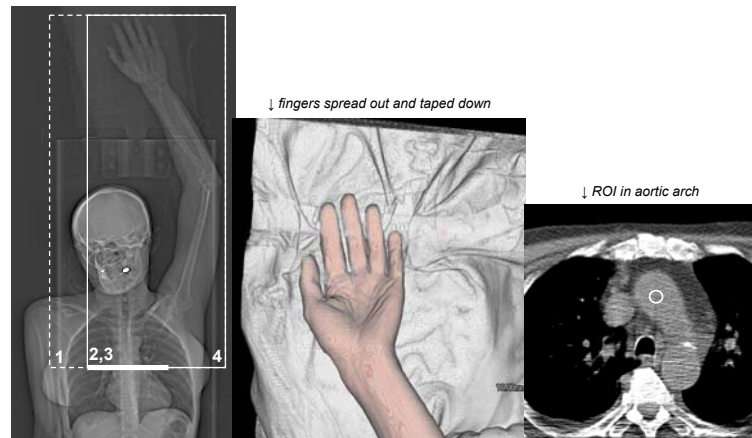 ↓ fingers spread out and taped down
↓ ROI in aortic arch
1
2,3
4